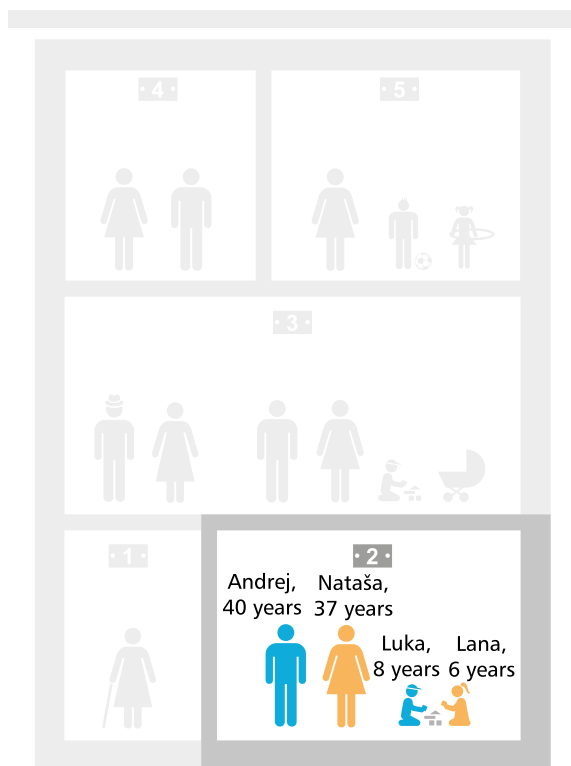 4
5
3
1
2
Andrej,
40 years
Nataša,
37 years
Luka,
8 years
Lana,
6 years